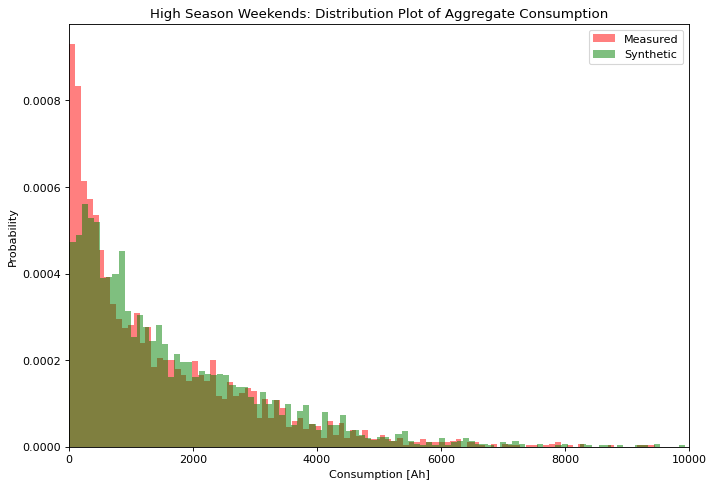 High Season Weekends: Distribution Plot of Aggregate Consumption
Measured
Synthetic
0.0008
0.0006
0.0004
0.0002
0.0000
Probability
0 2000 4000 6000 8000 10000
Consumption [Ah]